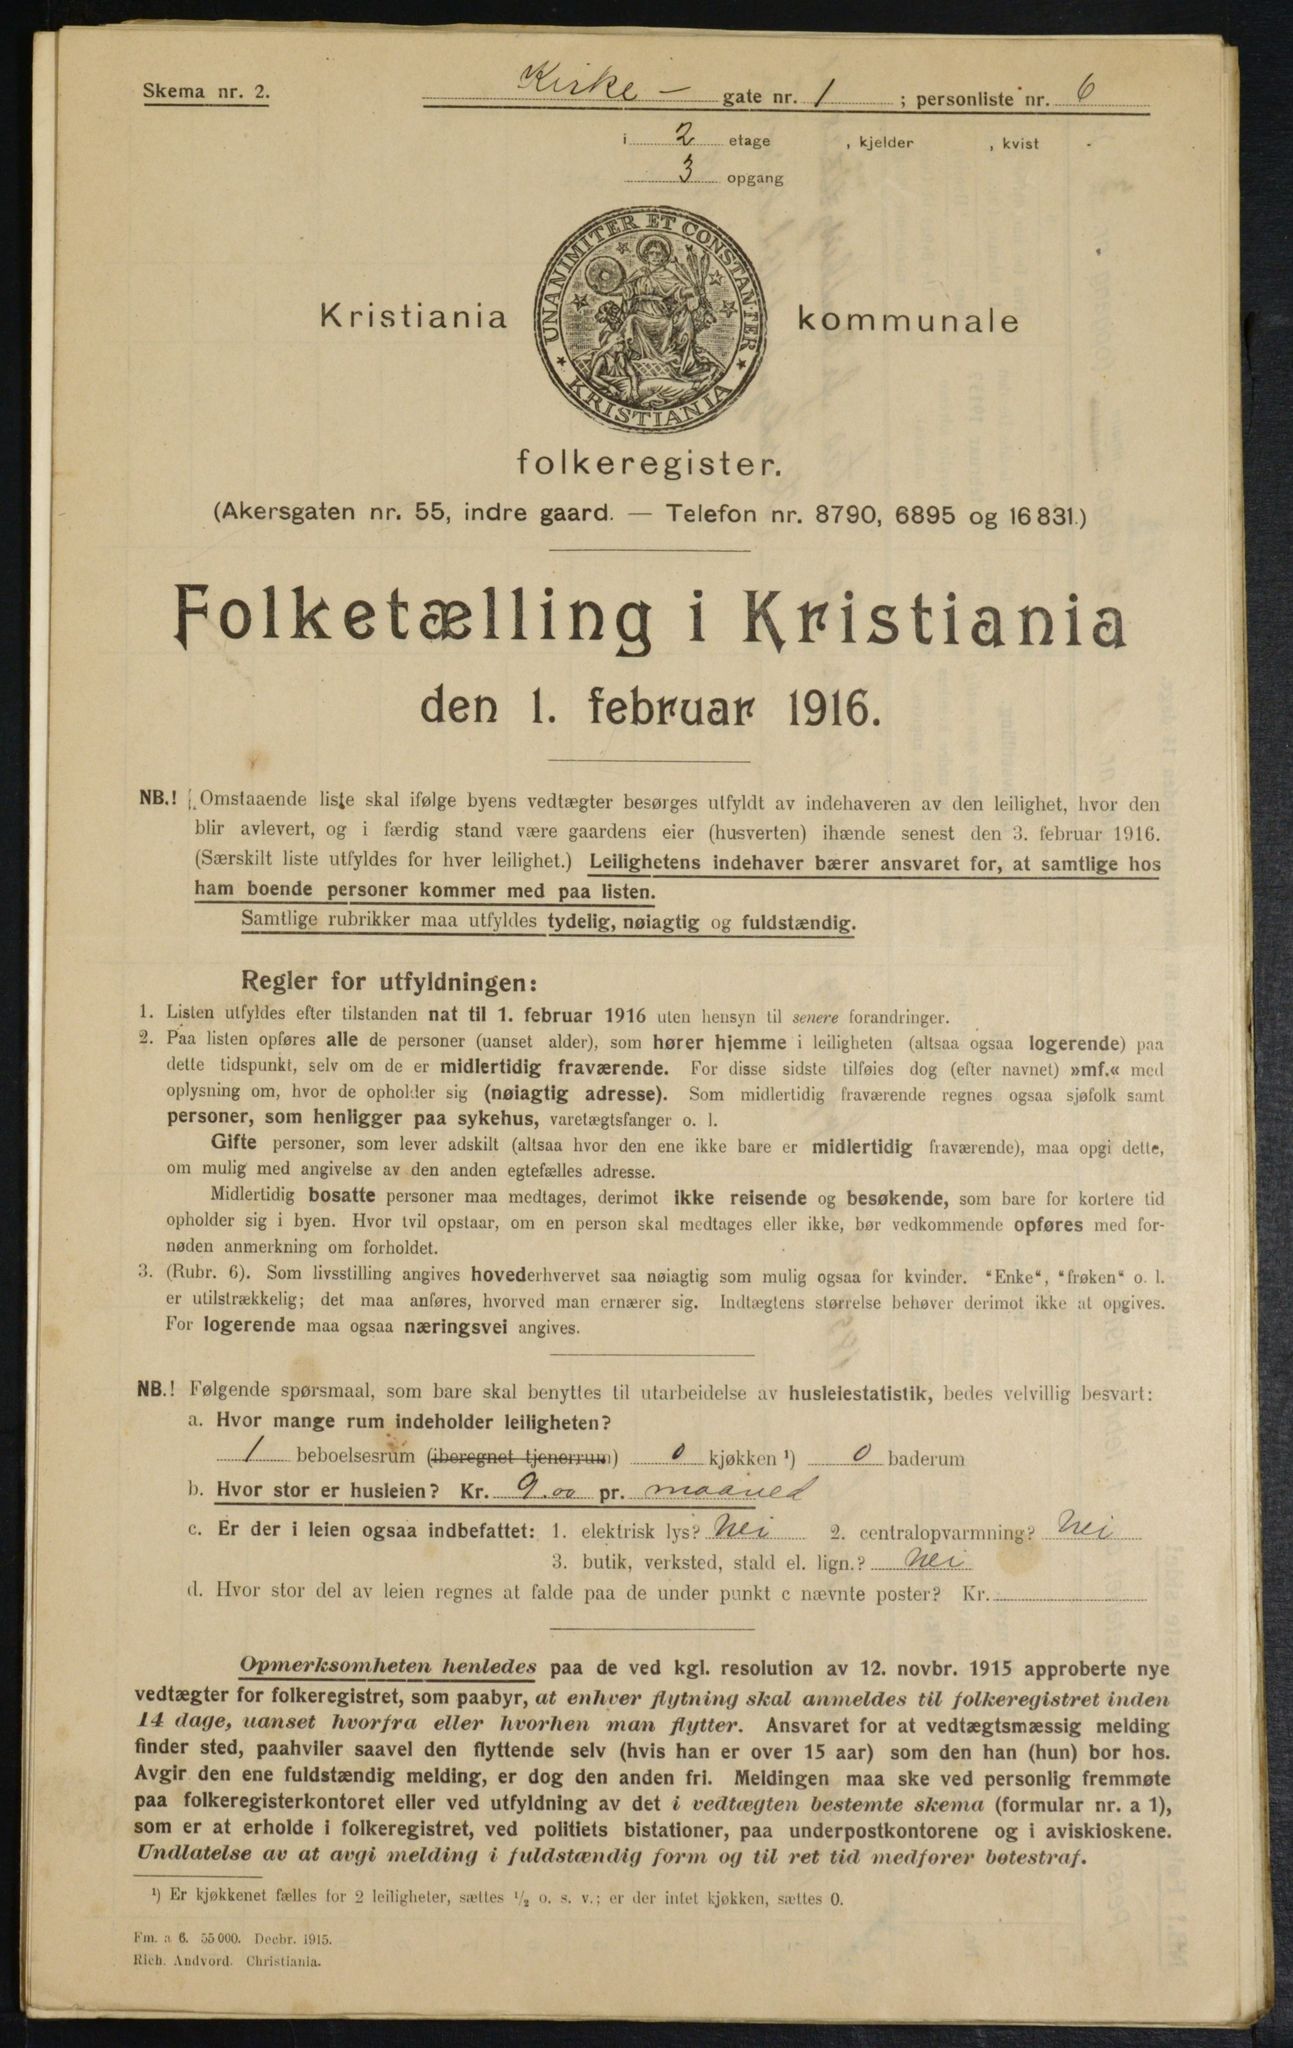 Skema nr. 2.
Kirke - gate nr. 1 ; personliste nr. 6
i 2 etage , kjelder , kvist -
3 opgang
UNANIMITER ET CONSTANTER
KRISTIANIA
Kristiania kommunale
folkeregister.
(Akersgaten nr. 55, indre gaard. — Telefon nr. 8790, 6895 og 16 831.)
Folketælling i Kristiania
den 1. februar 1916.
NB.! Omstaaende liste skal ifølge byens vedtægter besørges utfyldt av indehaveren av den leilighet, hvor den
blir avlevert, og i færdig stand være gaardens eier (husverten) ihænde senest den 3. februar 1916.
(Særskilt liste utfyldes for hver leilighet.) Leilighetens indehaver bærer ansvaret for, at samtlige hos
ham boende personer kommer med paa listen.
Samtlige rubrikker maa utfyldes tydelig, nøiagtig og fuldstændig.
Regler for utfyldningen:
1. Listen utfyldes efter tilstanden nat til 1. februar 1916 uten hensyn til senere forandringer.
2. Paa listen opføres alle de personer (uanset alder), som hører hjemme i leiligheten (altsaa ogsaa logerende) paa
dette tidspunkt, selv om de er midlertidig fraværende. For disse sidste tilføies dog (efter navnet) »mf.« med
oplysning om, hvor de opholder sig (nøiagtig adresse). Som midlertidig fraværende regnes ogsaa sjøfolk samt
personer, som henligger paa sykehus, varetægtsfanger o. l.
Gifte personer, som lever adskilt (altsaa hvor den ene ikke bare er midlertidig fraværende), maa opgi dette,
om mulig med angivelse av den anden egtefælles adresse.
Midlertidig bosatte personer maa medtages, derimot ikke reisende og besøkende, som bare for kortere tid
opholder sig i byen. Hvor tvil opstaar, om en person skal medtages eller ikke, bør vedkommende opføres med for-
nøden anmerkning om forholdet.
3. (Rubr. 6). Som livsstilling angives hovederhvervet saa nøiagtig som mulig ogsaa for kvinder. "Enke", "frøken" o. l.
er utilstrækkelig; det maa anføres, hvorved man ernærer sig. Indtægtens størrelse behøver derimot ikke at opgives.
For logerende maa ogsaa næringsvei angives.
NB.! Følgende spørsmaal, som bare skal benyttes til utarbeidelse av husleiestatistik, bedes velvillig besvart:
a. Hvor mange rum indeholder leiligheten?
1 beboelsesrum (iberegnet tjenerrum) 0 kjøkken ¹) 0 baderum
b. Hvor stor er husleien? Kr. 9.00 pr. maaned
c. Er der i leien ogsaa indbefattet: 1. elektrisk lys? Nei 2. centralopvarmning? Nei
3. butik, verksted, stald el. lign.? Nei
d. Hvor stor del av leien regnes at falde paa de under punkt c nævnte poster? Kr.
Opmerksomheten henledes paa de ved kgl. resolution av 12. novbr. 1915 approberte nye
vedtægter for folkeregistret, som paabyr, at enhver flytning skal anmeldes til folkeregistret inden
14 dage, uanset hvorfra eller hvorhen man flytter. Ansvaret for at vedtægtsmæssig melding
finder sted, paahviler saavel den flyttende selv (hvis han er over 15 aar) som den han (hun) bor hos.
Avgir den ene fuldstændig melding, er dog den anden fri. Meldingen maa ske ved personlig fremmøte
paa folkeregisterkontoret eller ved utfyldning av det i vedtægten bestemte skema (formular nr. a 1),
som er at erholde i folkeregistret, ved politiets bistationer, paa underpostkontorene og i aviskioskene.
Undlatelse av at avgi melding i fuldstændig form og til ret tid medfører bøtestraf.
¹) Er kjøkkenet fælles for 2 leiligheter, sættes ½ o. s. v.; er der intet kjøkken, sættes 0.
Fm. a 6. 55 000. Decbr. 1915.
Rich. Andvord. Christiania.